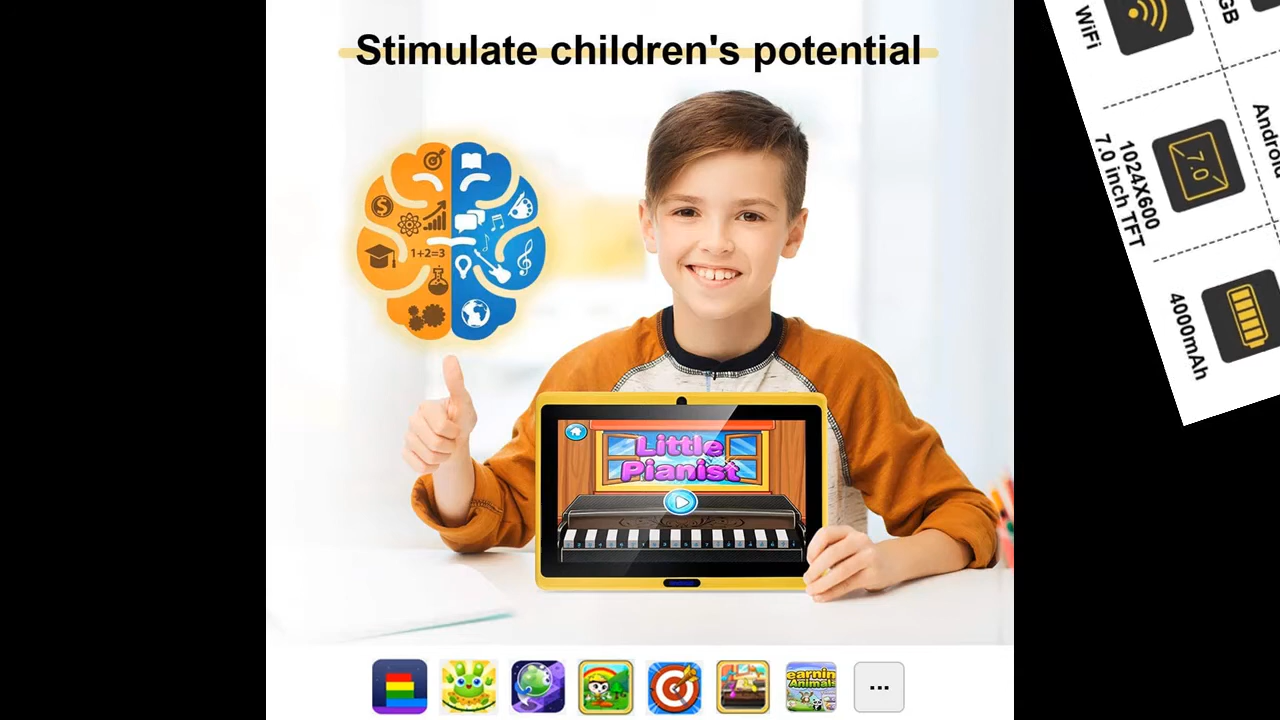 Stimulate children's potential
1+2=3
Little
Pianist
WiFi
GB
7.0
1024X600
7.0 inch TFT
Android
4000mAh
earnin
Animals
...